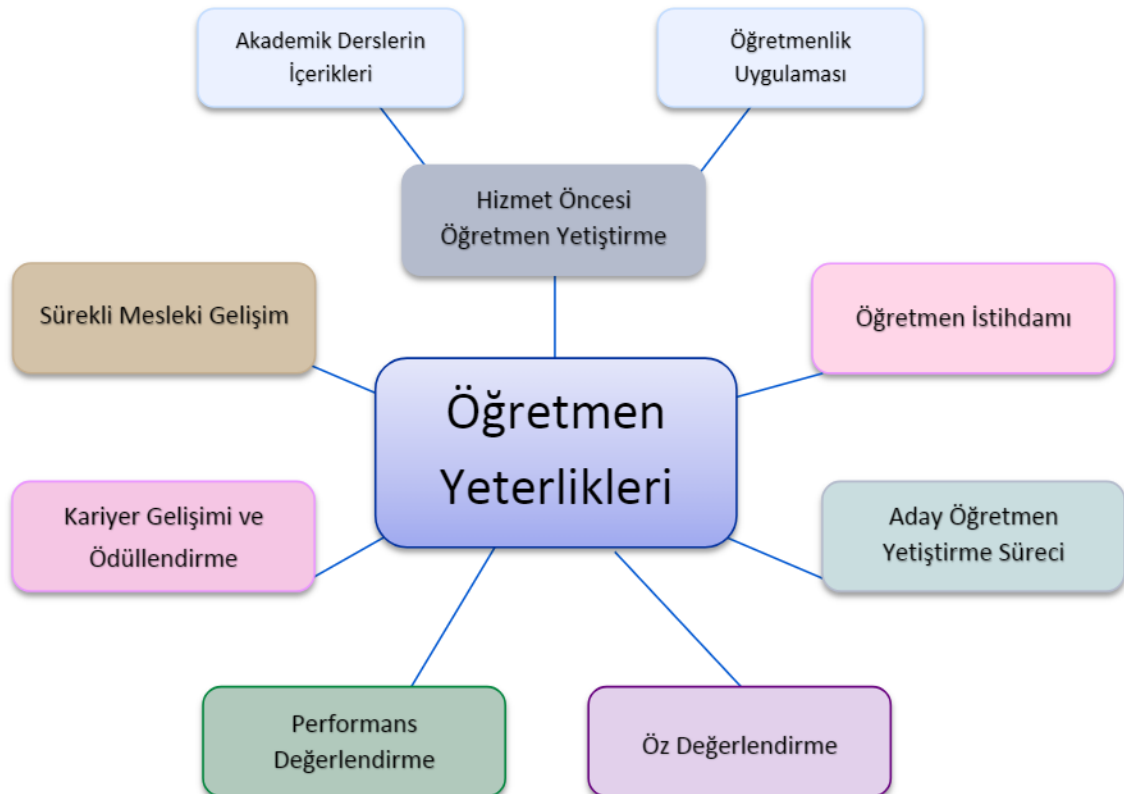 Akademik Derslerin
İçerikleri
Öğretmenlik
Uygulaması
Hizmet Öncesi
Öğretmen Yetiştirme
Sürekli Mesleki Gelişim
Öğretmen İstihdamı
Öğretmen
Yeterlikleri
Kariyer Gelişimi ve
Ödüllendirme
Aday Öğretmen
Yetiştirme Süreci
Performans
Değerlendirme
Öz Değerlendirme